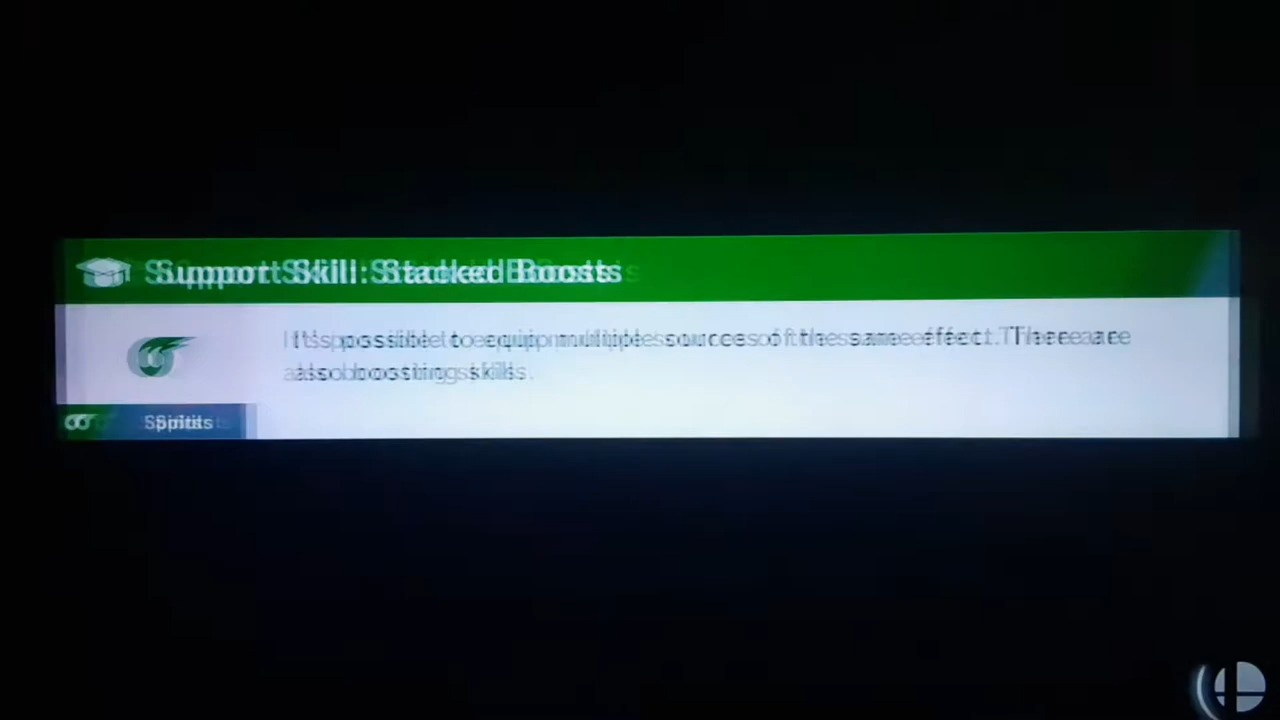 Support Skill: Stacked Boosts
It's possible to equip multiple sources of the same effect. There are
also boosting skills.
Spirits